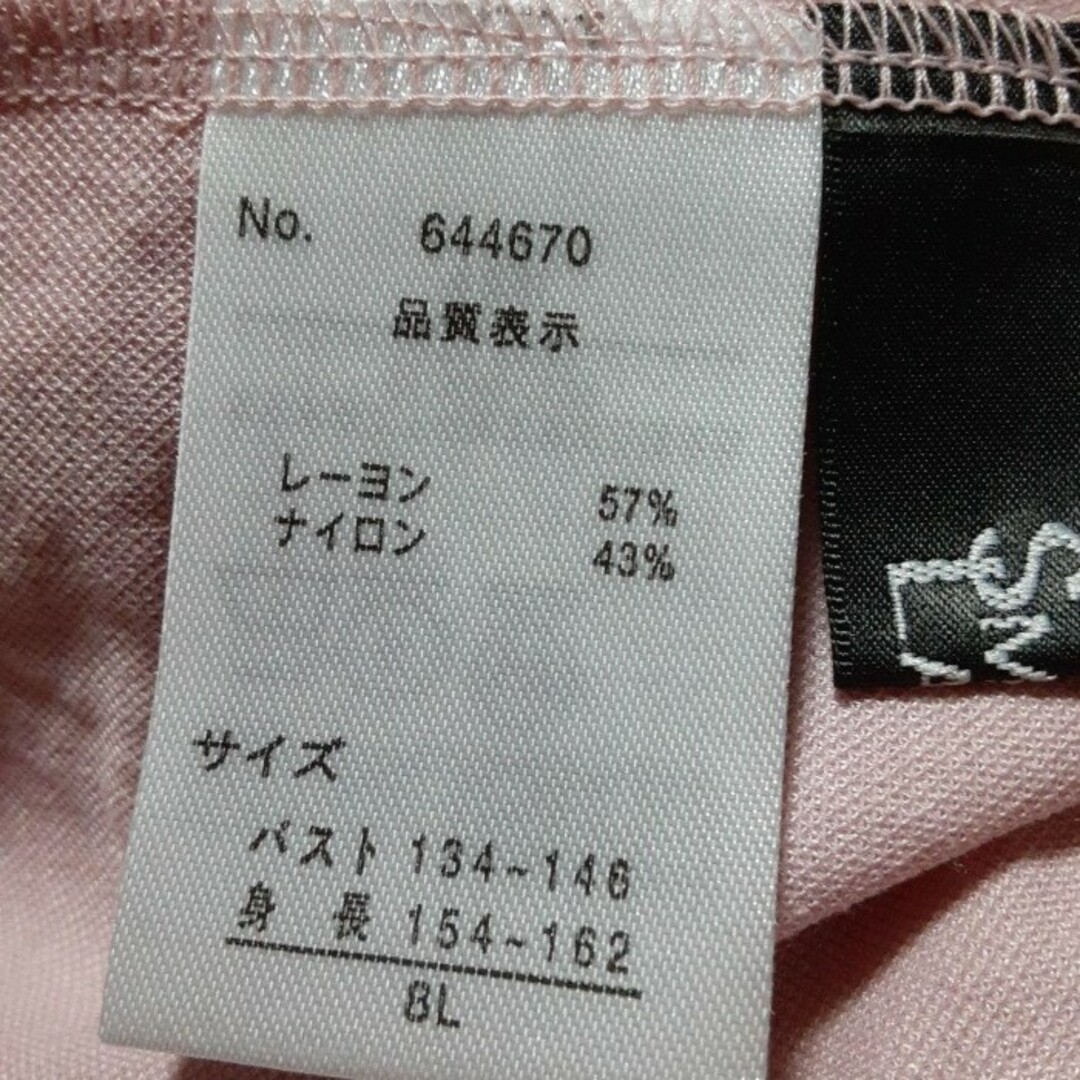 No. 644670
品質表示
レーヨン 57%
ナイロン 43%
サイズ
バスト 134~146
身 長 154~162
8L